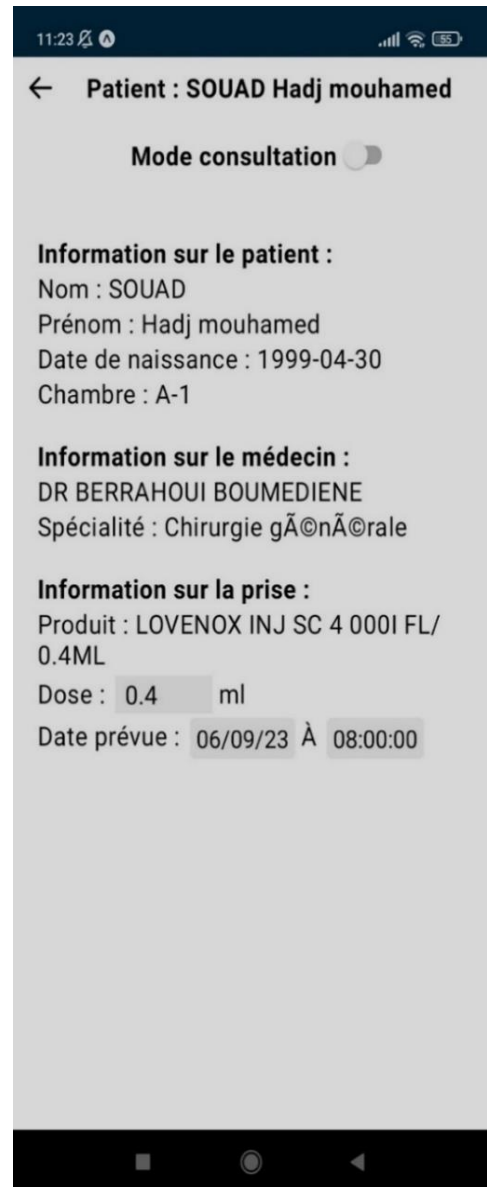 11:23
55
Patient : SOUAD Hadj mouhamed
Mode consultation
Information sur le patient :
Nom : SOUAD
Prénom : Hadj mouhamed
Date de naissance : 1999-04-30
Chambre : A-1
Information sur le médecin :
DR BERRAHOUI BOUMEDIENE
Spécialité : Chirurgie gÃ©nÃ©rale
Information sur la prise :
Produit : LOVENOX INJ SC 4 000I FL/
0.4ML
Dose : 0.4 ml
Date prévue : 06/09/23 À 08:00:00